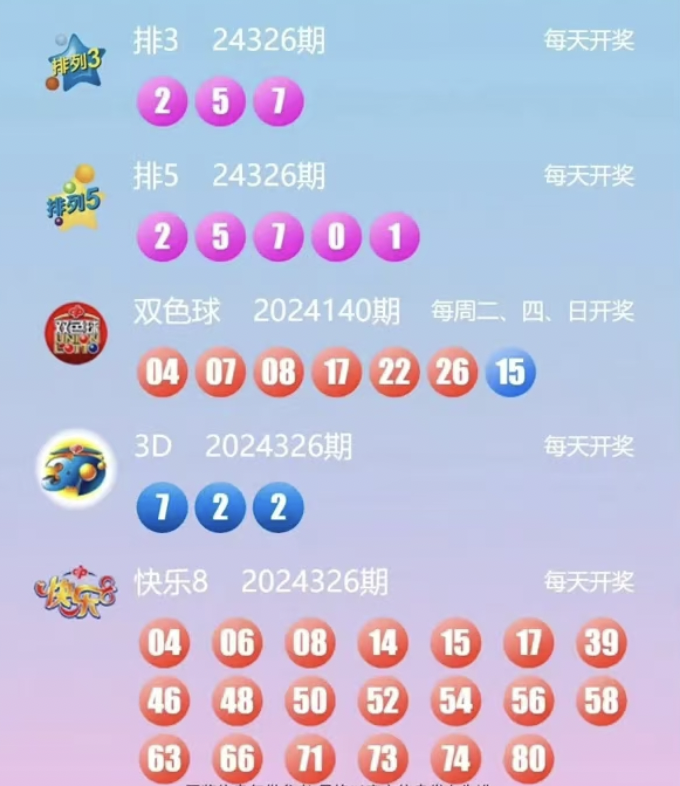 排列3
排3 24326期 每天开奖
2 5 7
排列5
排5 24326期 每天开奖
2 5 7 0 1
双色球
UNION
LOTTO
双色球 2024140期 每周二、四、日开奖
04 07 08 17 22 26 15
3D
3D 2024326期 每天开奖
7 2 2
快乐8
快乐8 2024326期 每天开奖
04 06 08 14 15 17 39
46 48 50 52 54 56 58
63 66 71 73 74 80